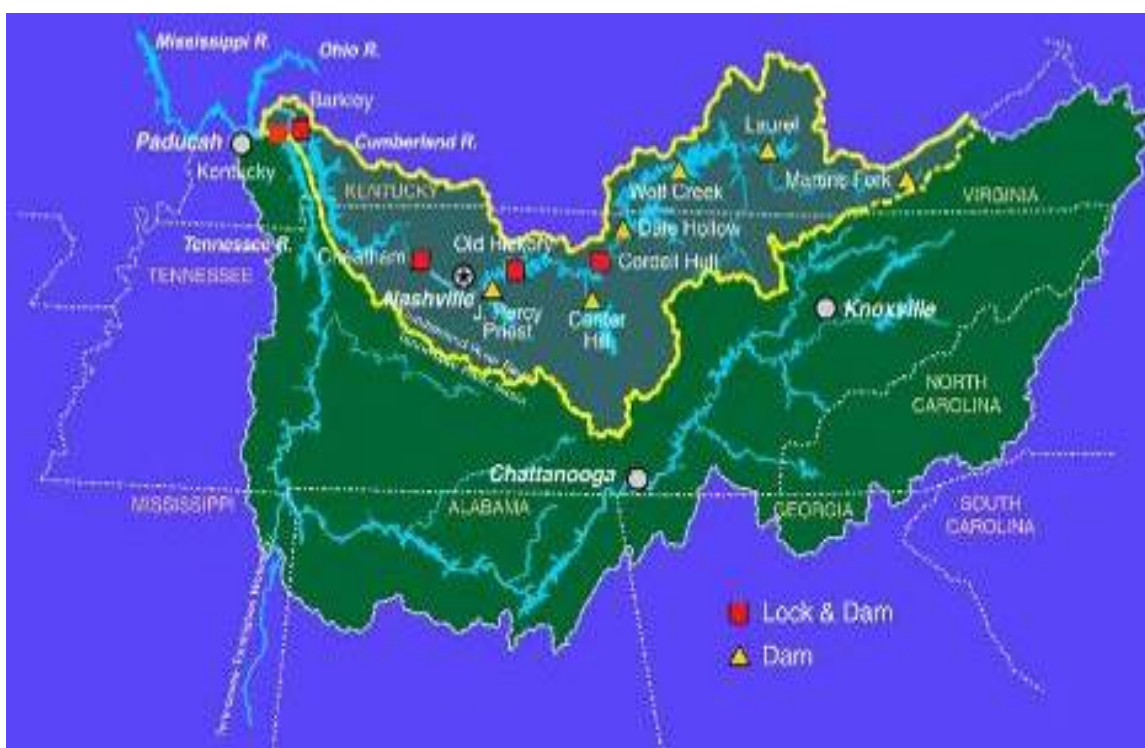 Mississippi R.
Ohio R.
Barkley
Paducah
Cumberland R.
Laurel
Kentucky
KENTUCKY
Wolf Creek
Martins Fork
VIRGINIA
Tennessee R.
Dale Hollow
Old Hickory
TENNESSEE
Cheatham
Cordell Hull
Nashville
J. Percy
Priest
Center
Hill
Knoxville
NORTH
CAROLINA
Chattanooga
MISSISSIPPI
ALABAMA
GEORGIA
SOUTH
CAROLINA
Lock & Dam
Dam